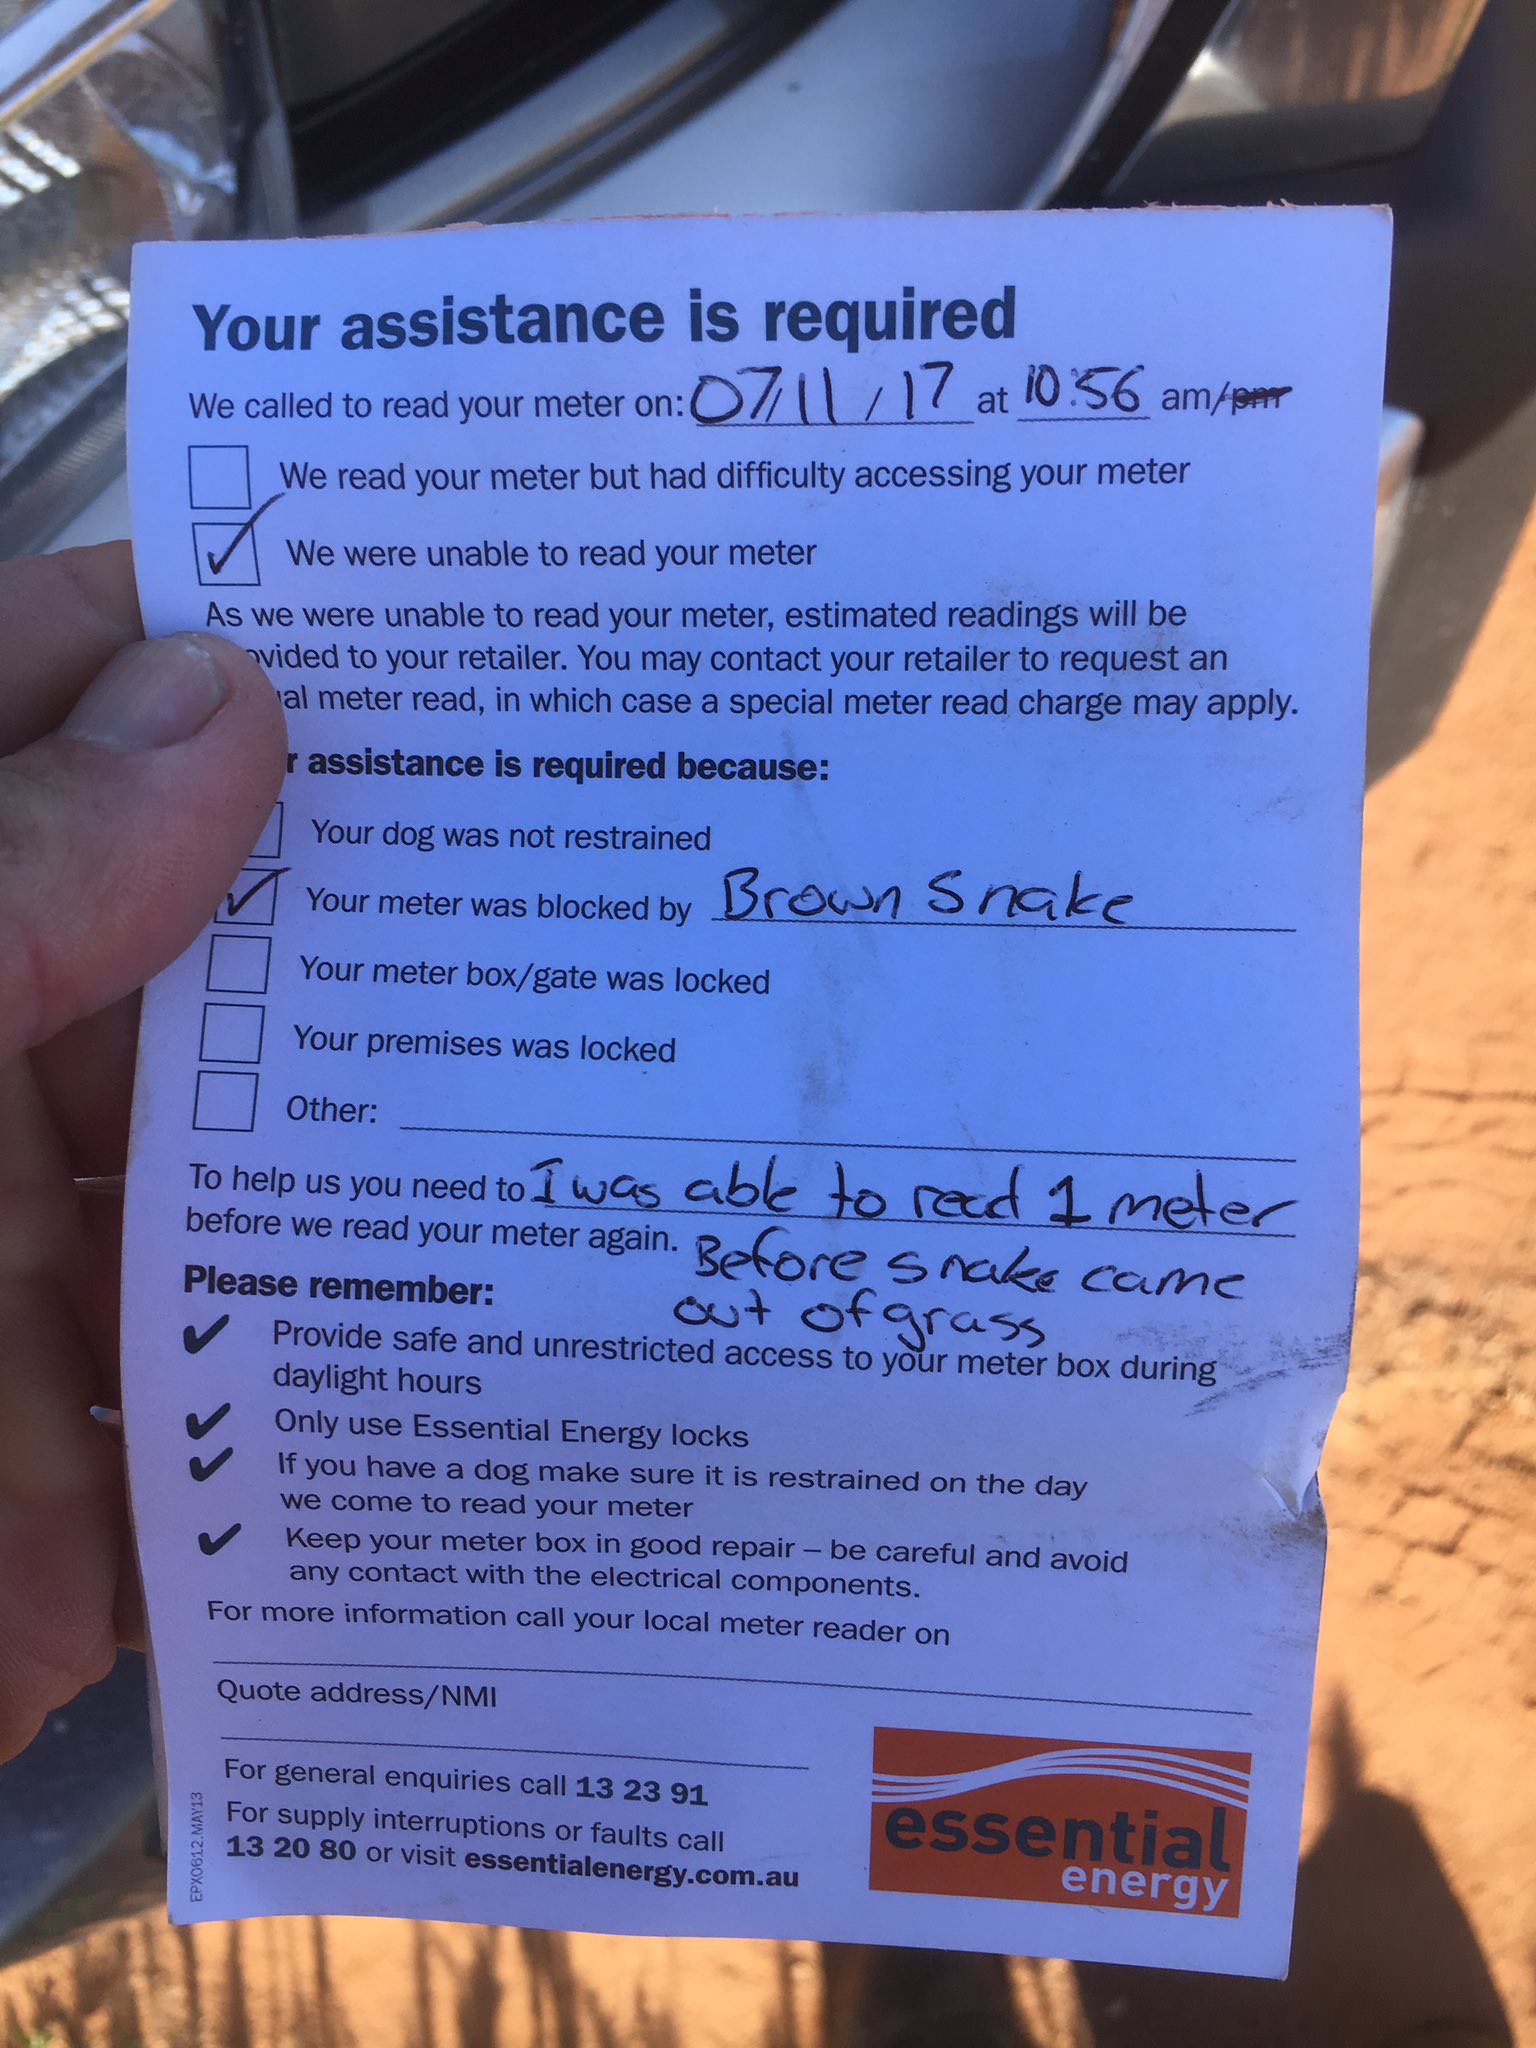 Your assistance is required
We called to read your meter on: 07/11/17 at 10:56 am/pm
We read your meter but had difficulty accessing your meter
We were unable to read your meter
As we were unable to read your meter, estimated readings will be
ovided to your retailer. You may contact your retailer to request an
al meter read, in which case a special meter read charge may apply.
r assistance is required because:
Your dog was not restrained
Your meter was blocked by Brown Snake
Your meter box/gate was locked
Your premises was locked
Other:
To help us you need to I was able to read 1 meter
before we read your meter again. Before snake came
out of grass
Please remember:
Provide safe and unrestricted access to your meter box during
daylight hours
Only use Essential Energy locks
If you have a dog make sure it is restrained on the day
we come to read your meter
Keep your meter box in good repair – be careful and avoid
any contact with the electrical components.
For more information call your local meter reader on
Quote address/NMI
For general enquiries call 13 23 91
For supply interruptions or faults call
13 20 80 or visit essentialenergy.com.au
EPX0612.MAY13
essential
energy